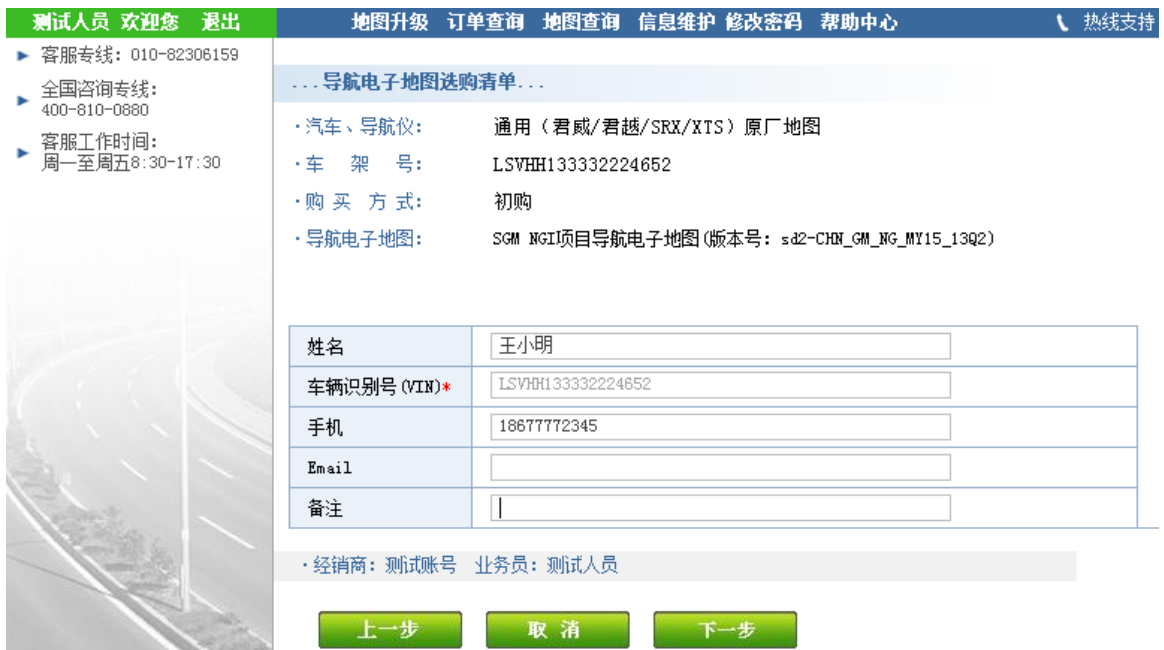 测试人员 欢迎您 退出
地图升级 订单查询 地图查询 信息维护 修改密码 帮助中心
热线支持
客服专线: 010-82306159
全国咨询专线:
400-810-0880
客服工作时间:
周一至周五8:30-17:30
...导航电子地图选购清单...
·汽车、导航仪: 通用（君威/君越/SRX/XTS）原厂地图
·车 架 号: LSVHH133332224652
·购 买 方 式: 初购
·导航电子地图: SGM NGI项目导航电子地图(版本号: sd2-CHN_GM_NG_MY15_13Q2)
姓名 王小明
车辆识别号(VIN)* LSVHH133332224652
手机 18677772345
Email
备注
·经销商: 测试账号 业务员: 测试人员
上一步 取 消 下一步